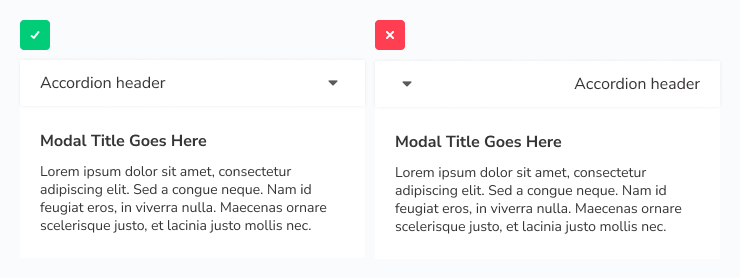 Accordion header
Modal Title Goes Here
Lorem ipsum dolor sit amet, consectetur
adipiscing elit. Sed a congue neque. Nam id
feugiat eros, in viverra nulla. Maecenas ornare
scelerisque justo, et lacinia justo mollis nec.
Accordion header
Modal Title Goes Here
Lorem ipsum dolor sit amet, consectetur
adipiscing elit. Sed a congue neque. Nam id
feugiat eros, in viverra nulla. Maecenas ornare
scelerisque justo, et lacinia justo mollis nec.